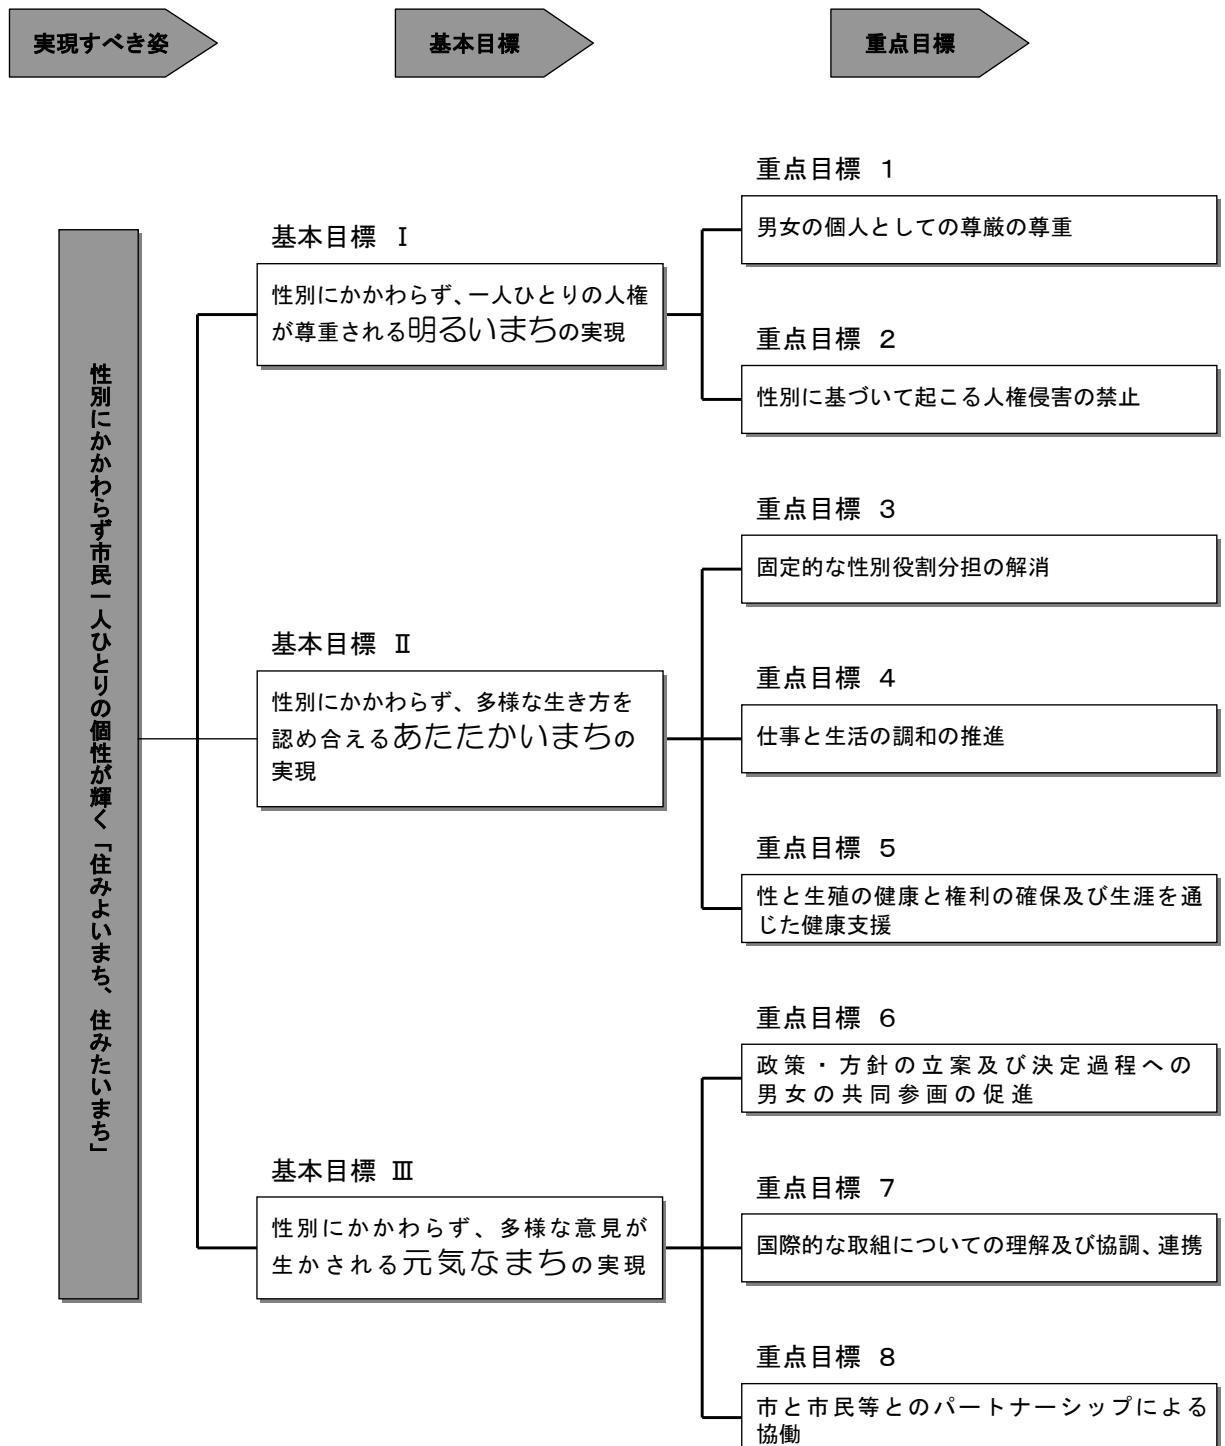 実現すべき姿
基本目標
重点目標
性別にかかわらず市民一人ひとりの個性が輝く「住みよいまち、住みたいまち」
基本目標 Ⅰ
性別にかかわらず、一人ひとりの人権
が尊重される明るいまちの実現
重点目標 1
男女の個人としての尊厳の尊重
重点目標 2
性別に基づいて起こる人権侵害の禁止
基本目標 Ⅱ
性別にかかわらず、多様な生き方を
認め合えるあたたかいまちの
実現
重点目標 3
固定的な性別役割分担の解消
重点目標 4
仕事と生活の調和の推進
重点目標 5
性と生殖の健康と権利の確保及び生涯を通
じた健康支援
基本目標 Ⅲ
性別にかかわらず、多様な意見が
生かされる元気なまちの実現
重点目標 6
政策・方針の立案及び決定過程への
男女の共同参画の促進
重点目標 7
国際的な取組についての理解及び協調、連携
重点目標 8
市と市民等とのパートナーシップによる
協働